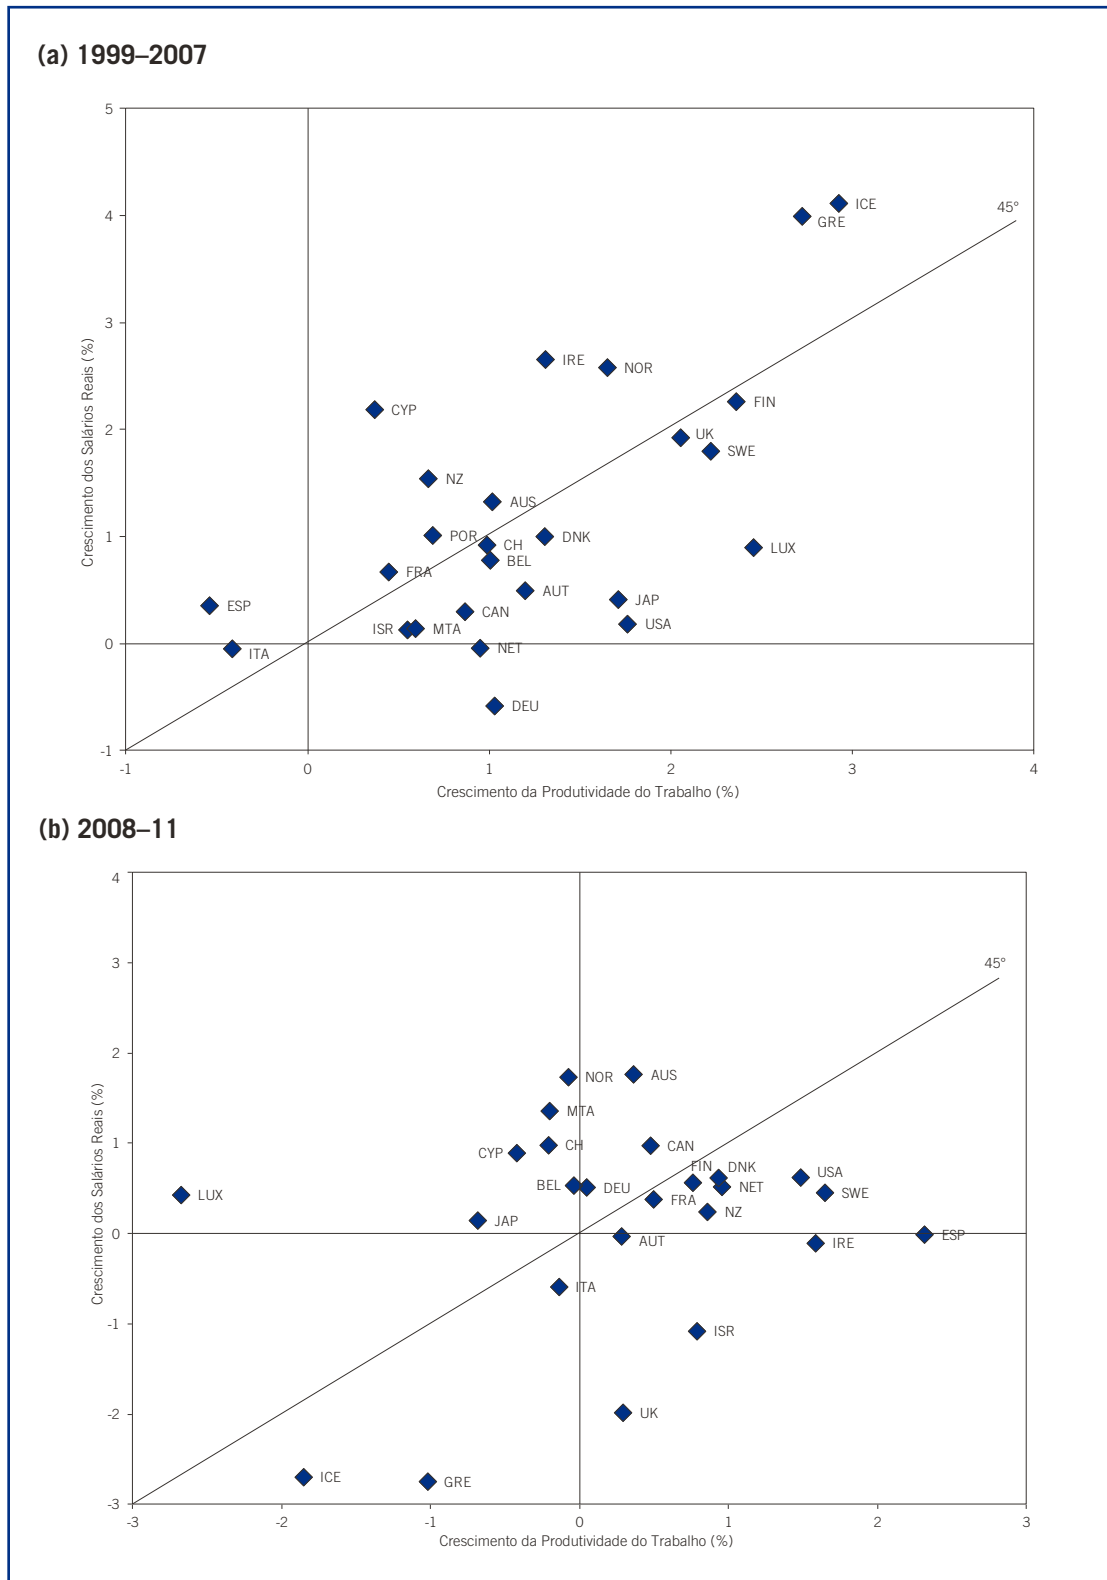 (a) 1999–2007
5
4
3
2
1
0
-1
-1
0
1
2
3
4
Crescimento dos Salários Reais (%)
Crescimento da Produtividade do Trabalho (%)
45°
ICE
GRE
IRE
NOR
FIN
CYP
UK
SWE
NZ
AUS
POR
CH
DNK
BEL
LUX
FRA
AUT
ESP
CAN
JAP
ISR
MTA
USA
ITA
NET
DEU
(b) 2008–11
4
3
2
1
0
-1
-2
-3
-3
-2
-1
0
1
2
3
Crescimento dos Salários Reais (%)
Crescimento da Produtividade do Trabalho (%)
45°
NOR
AUS
MTA
CYP
CH
CAN
FIN
DNK
USA
LUX
BEL
DEU
NET
SWE
FRA
JAP
NZ
AUT
IRE
ESP
ITA
ISR
UK
ICE
GRE